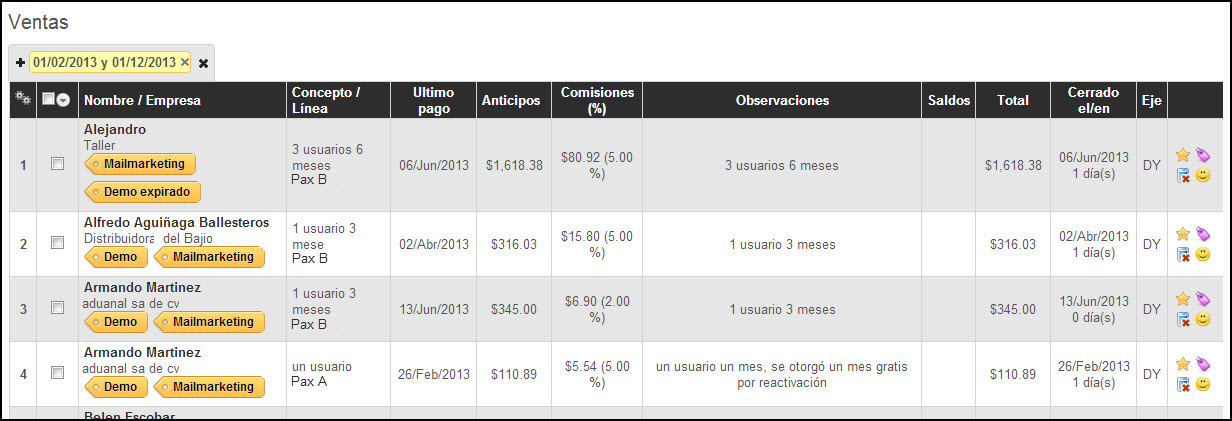 Ventas
+ 01/02/2013 y 01/12/2013 × ×
Nombre / Empresa Concepto / Línea Ultimo pago Anticipos Comisiones (%) Observaciones Saldos Total Cerrado el/en Eje
1 Alejandro
Taller
Mailmarketing
Demo expirado
3 usuarios 6
meses
Pax B
06/Jun/2013
$1,618.38
$80.92 (5.00
%)
3 usuarios 6 meses
$1,618.38
06/Jun/2013
1 día(s)
DY
2 Alfredo Aguiñaga Ballesteros
Distribuidora del Bajio
Demo Mailmarketing
1 usuario 3
mese
Pax B
02/Abr/2013
$316.03
$15.80 (5.00
%)
1 usuario 3 meses
$316.03
02/Abr/2013
1 día(s)
DY
3 Armando Martinez
aduanal sa de cv
Demo Mailmarketing
1 usuario 3
meses
Pax B
13/Jun/2013
$345.00
$6.90 (2.00
%)
1 usuario 3 meses
$345.00
13/Jun/2013
0 día(s)
DY
4 Armando Martinez
aduanal sa de cv
Demo Mailmarketing
un usuario
Pax A
26/Feb/2013
$110.89
$5.54 (5.00
%)
un usuario un mes, se otorgó un mes gratis
por reactivación
$110.89
26/Feb/2013
1 día(s)
DY
Belen Escobar